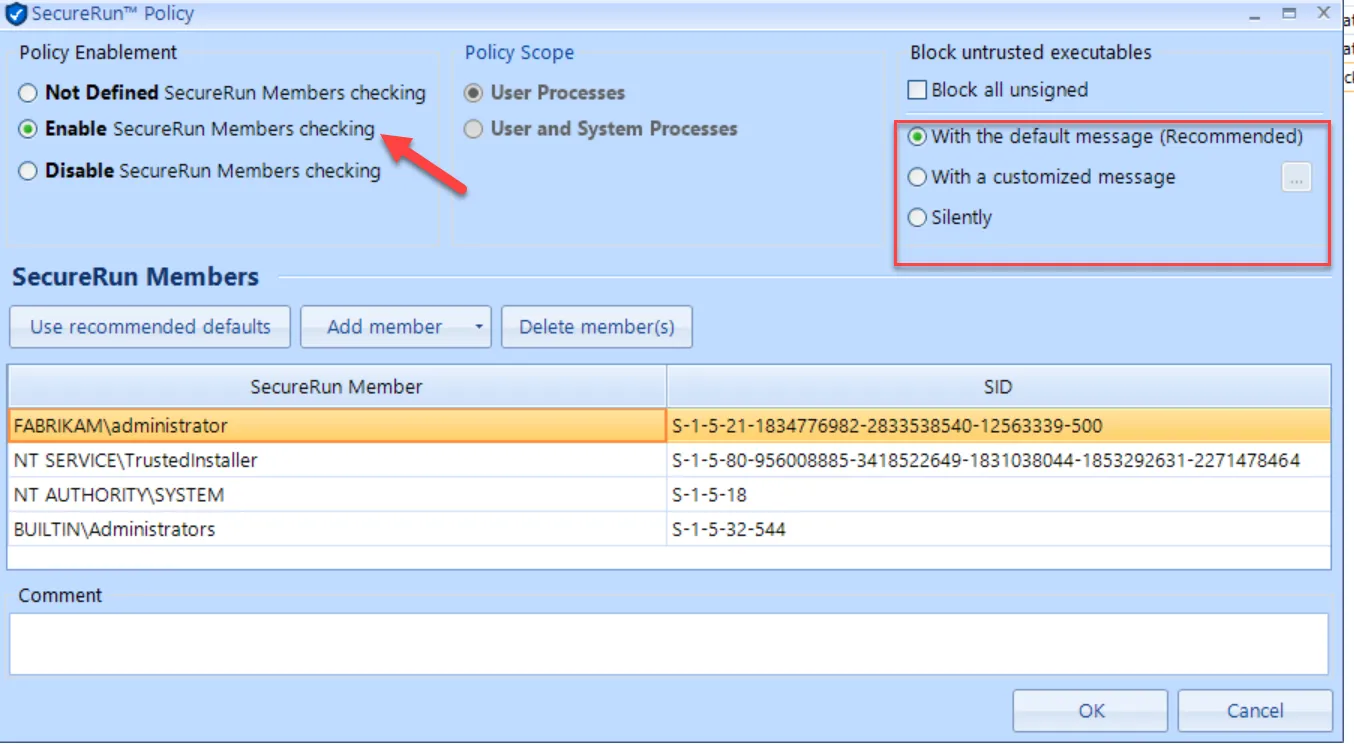 SecureRun™ Policy
Policy Enablement
Not Defined SecureRun Members checking
Enable SecureRun Members checking
Disable SecureRun Members checking
Policy Scope
User Processes
User and System Processes
Block untrusted executables
Block all unsigned
With the default message (Recommended)
With a customized message
...
Silently
SecureRun Members
Use recommended defaults
Add member
Delete member(s)
SecureRun Member SID
FABRIKAM\administrator S-1-5-21-1834776982-2833538540-12563339-500
NT SERVICE\TrustedInstaller S-1-5-80-956008885-3418522649-1831038044-1853292631-2271478464
NT AUTHORITY\SYSTEM S-1-5-18
BUILTIN\Administrators S-1-5-32-544
Comment
OK
Cancel